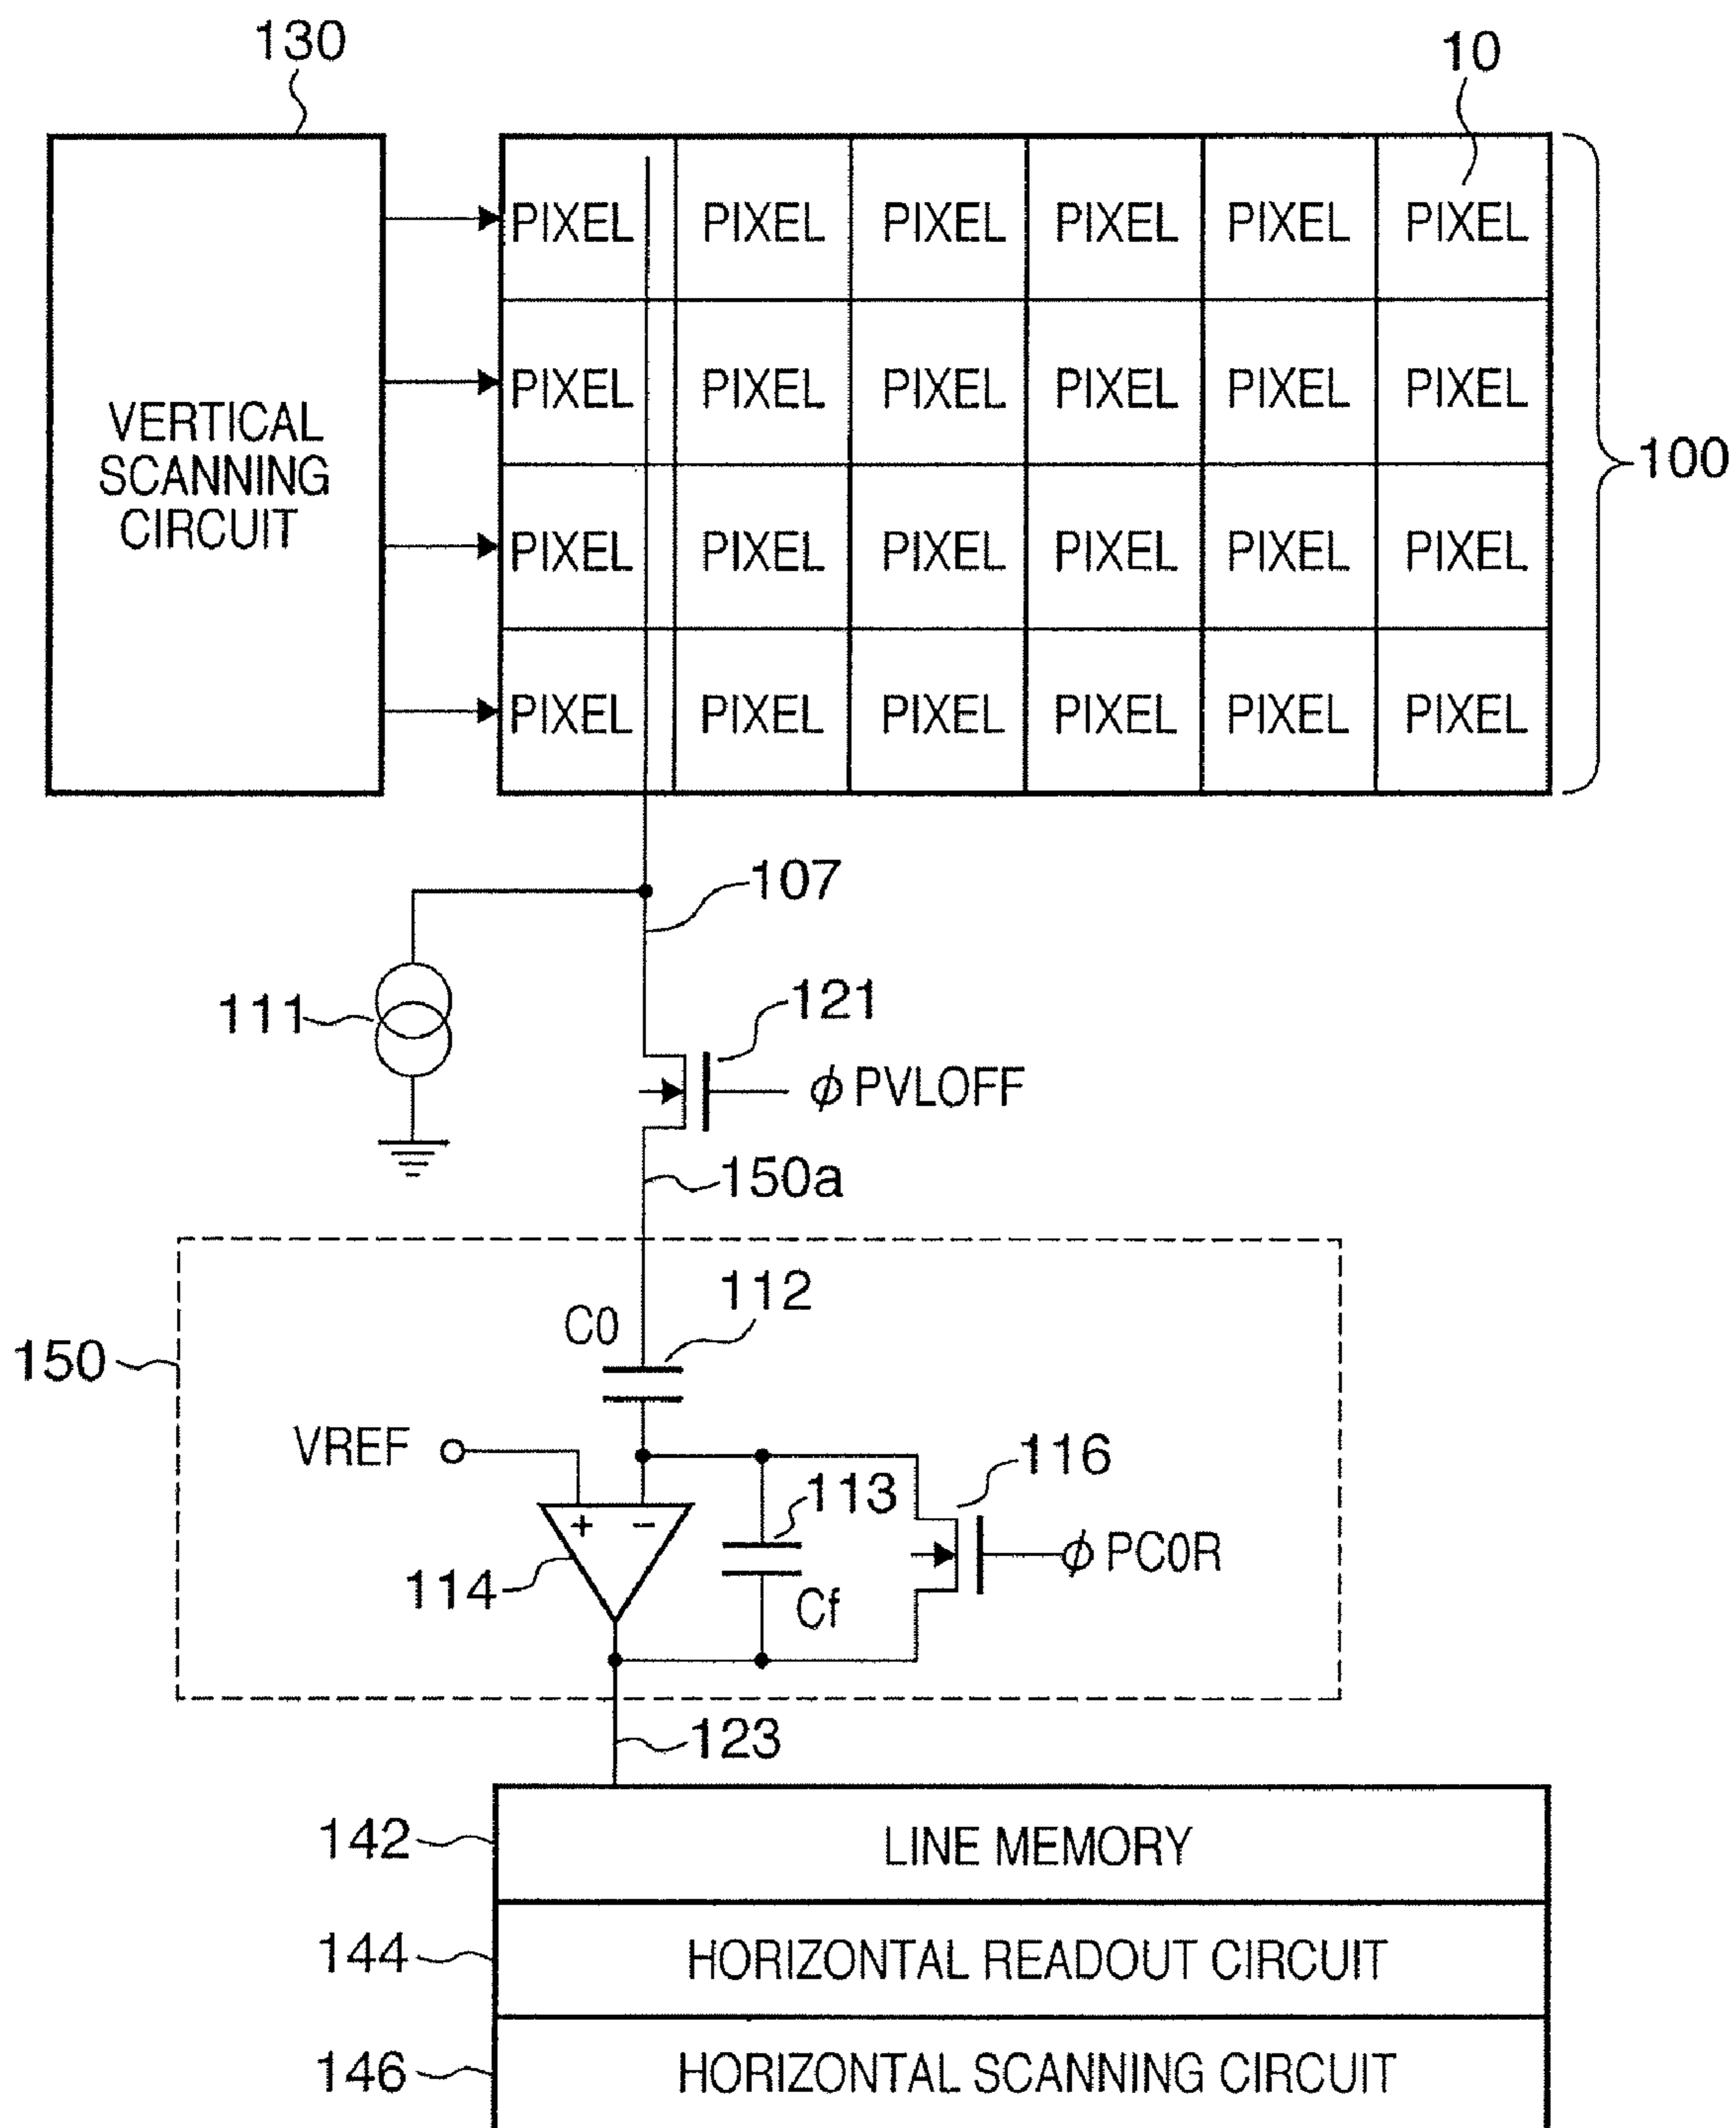 130
10
PIXEL PIXEL PIXEL PIXEL PIXEL PIXEL
PIXEL PIXEL PIXEL PIXEL PIXEL PIXEL
VERTICAL
SCANNING
CIRCUIT
100
PIXEL PIXEL PIXEL PIXEL PIXEL PIXEL
PIXEL PIXEL PIXEL PIXEL PIXEL PIXEL
107
111
121
ϕ PVLOFF
150a
150
C0
112
VREF
116
113
+ −
114
Cf
ϕ PC0R
123
142
LINE MEMORY
144
HORIZONTAL READOUT CIRCUIT
146
HORIZONTAL SCANNING CIRCUIT